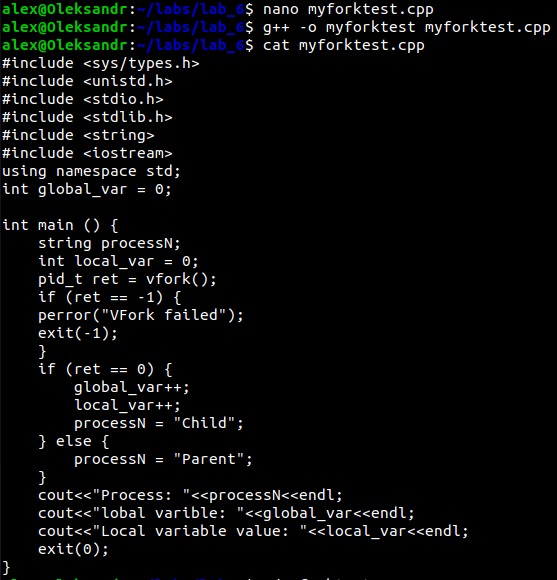 alex@Oleksandr:~/labs/lab_6$ nano myforktest.cpp
alex@Oleksandr:~/labs/lab_6$ g++ -o myforktest myforktest.cpp
alex@Oleksandr:~/labs/lab_6$ cat myforktest.cpp
#include <sys/types.h>
#include <unistd.h>
#include <stdio.h>
#include <stdlib.h>
#include <string>
#include <iostream>
using namespace std;
int global_var = 0;

int main () {
    string processN;
    int local_var = 0;
    pid_t ret = vfork();
    if (ret == -1) {
    perror("VFork failed");
    exit(-1);
    }
    if (ret == 0) {
        global_var++;
        local_var++;
        processN = "Child";
    } else {
        processN = "Parent";
    }
    cout<<"Process: "<<processN<<endl;
    cout<<"lobal varible: "<<global_var<<endl;
    cout<<"Local variable value: "<<local_var<<endl;
    exit(0);
}